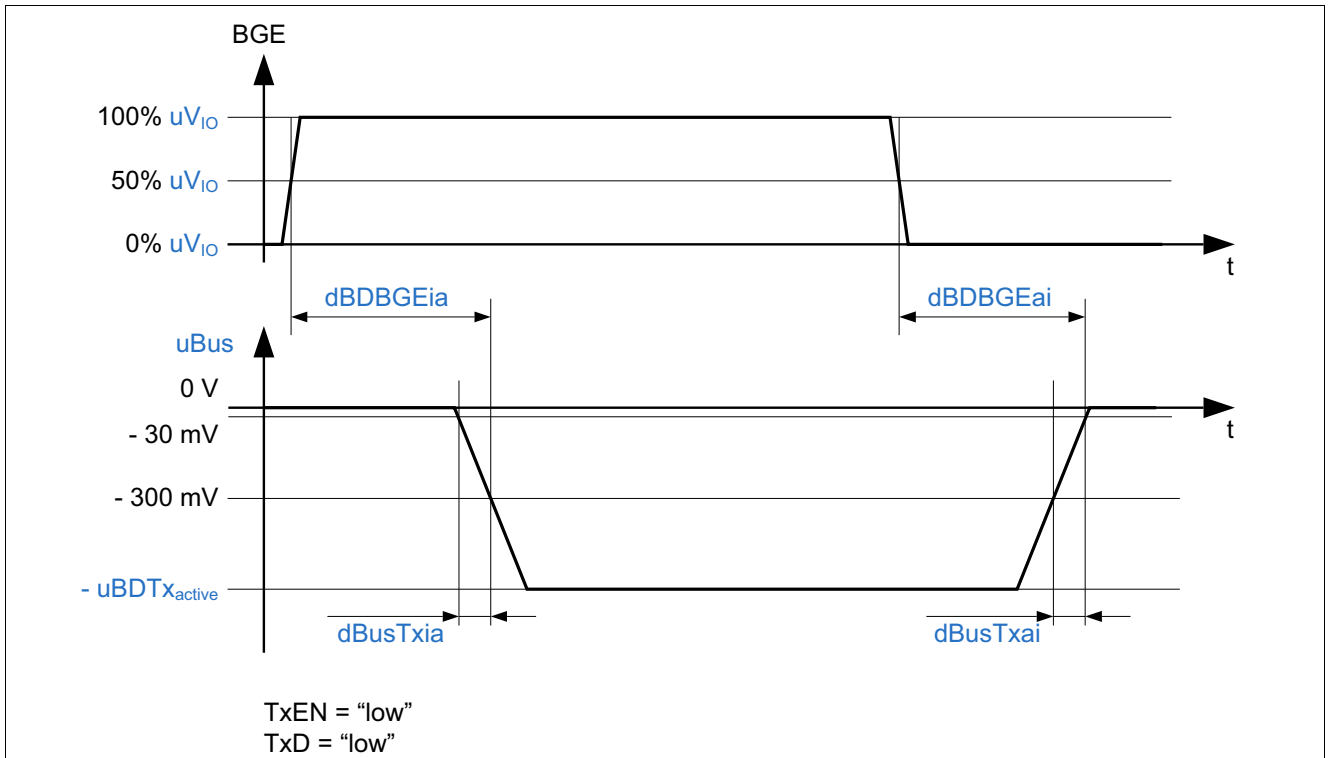 BGE
100% uVIO
50% uVIO
0% uVIO
t
dBDBGEia
dBDBGEai
uBus
0 V
t
- 30 mV
- 300 mV
- uBDTxactive
dBusTxia
dBusTxai
TxEN = “low”
TxD = “low”